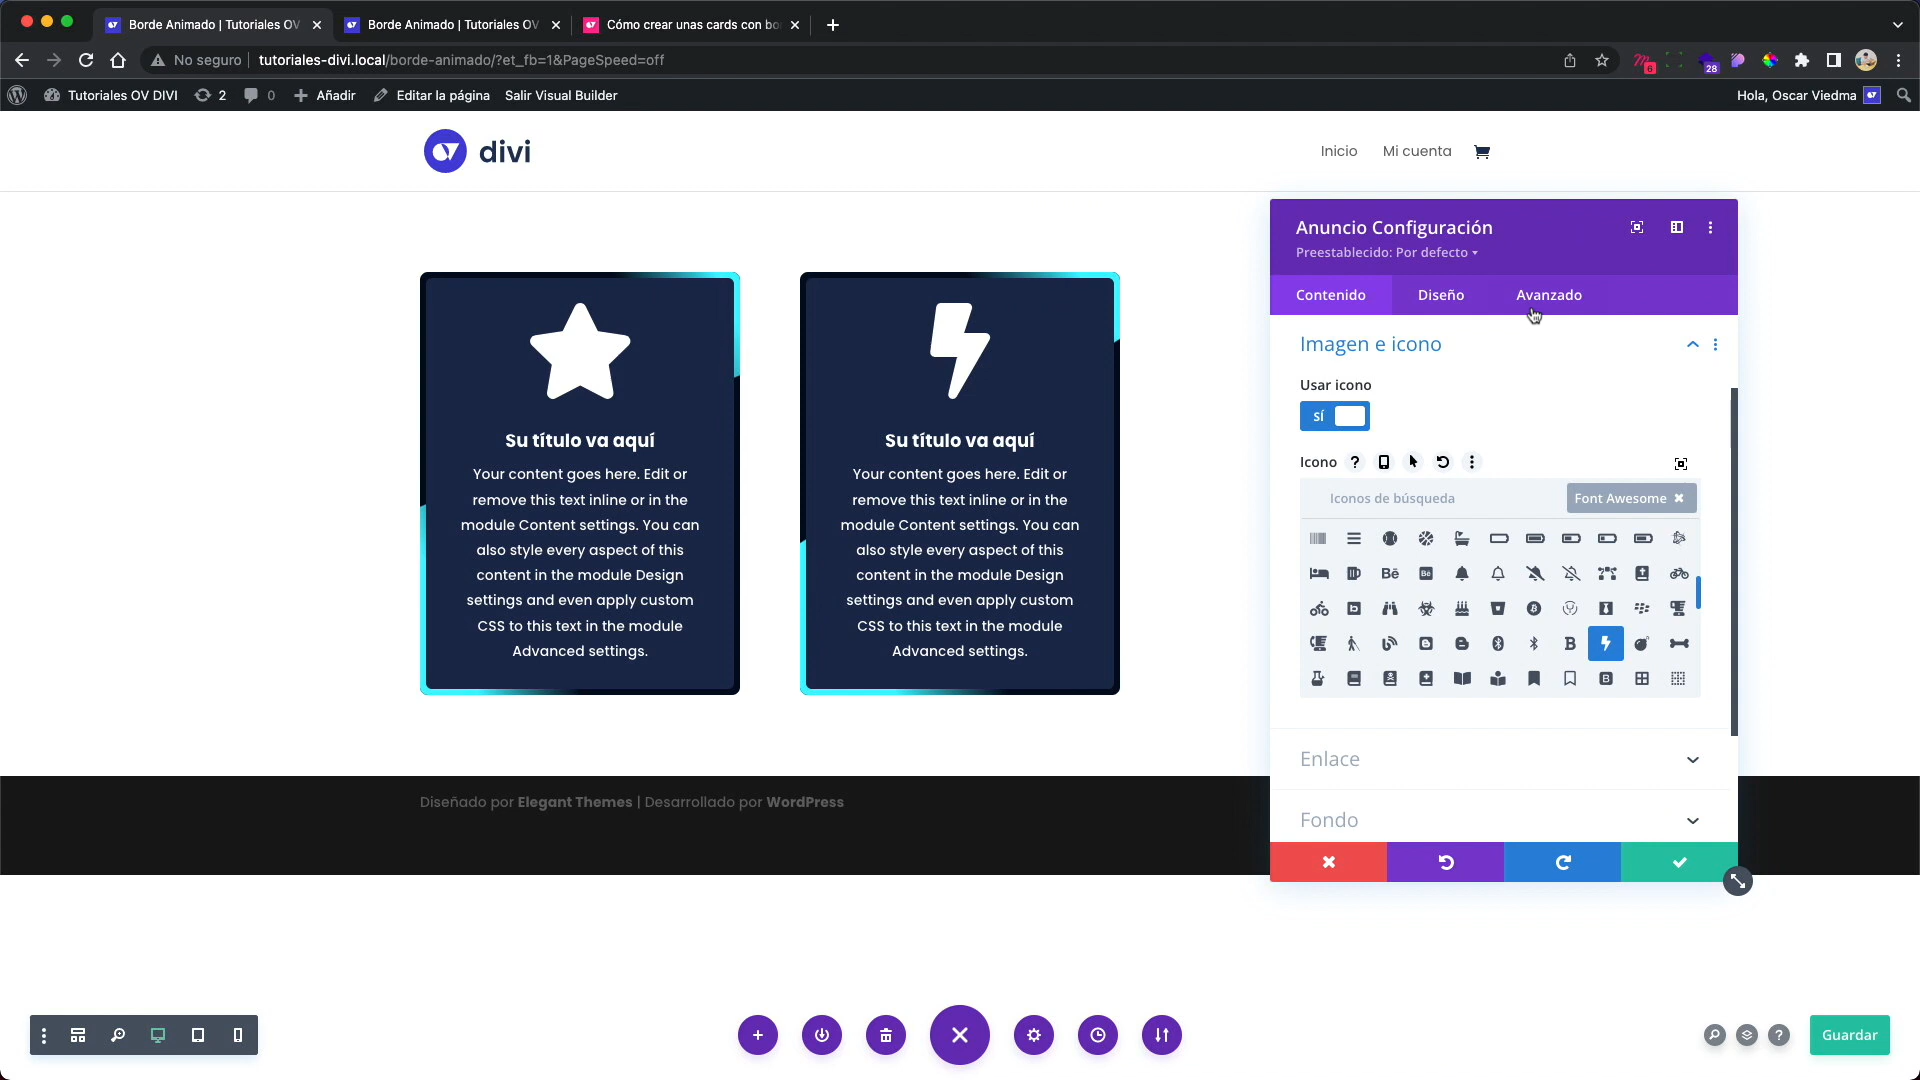 Borde Animado | Tutoriales OV
Borde Animado | Tutoriales OV
Cómo crear unas cards con bo
No seguro
tutoriales-divi.local/borde-animado/?et_fb=1&PageSpeed=off
6
28
Tutoriales OV DIVI
2
0
Añadir
Editar la página
Salir Visual Builder
Hola, Oscar Viedma
divi
Inicio
Mi cuenta
Anuncio Configuración
Preestablecido: Por defecto
Contenido
Diseño
Avanzado
Imagen e icono
Usar icono
SÍ
Icono
Iconos de búsqueda
Font Awesome
Enlace
Fondo
Su título va aquí
Your content goes here. Edit or
remove this text inline or in the
module Content settings. You can
also style every aspect of this
content in the module Design
settings and even apply custom
CSS to this text in the module
Advanced settings.
Su título va aquí
Your content goes here. Edit or
remove this text inline or in the
module Content settings. You can
also style every aspect of this
content in the module Design
settings and even apply custom
CSS to this text in the module
Advanced settings.
Diseñado por Elegant Themes | Desarrollado por WordPress
Guardar